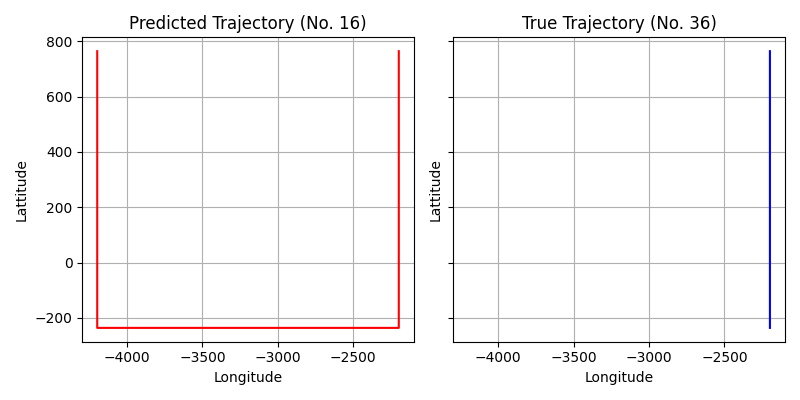 Predicted Trajectory (No. 16)
True Trajectory (No. 36)
800
600
400
200
0
−200
Lattitude
Lattitude
−4000 −3500 −3000 −2500
−4000 −3500 −3000 −2500
Longitude
Longitude